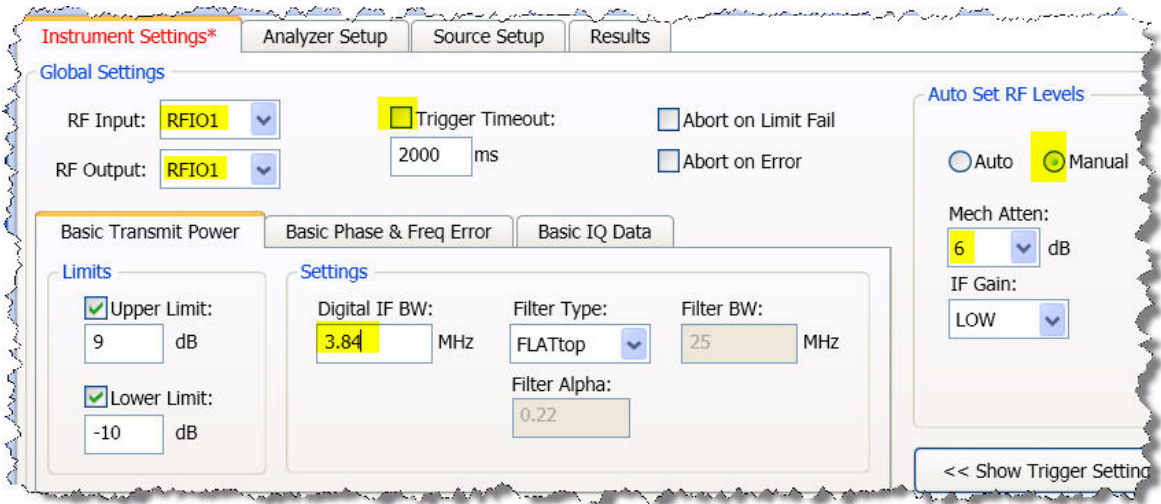 Instrument Settings* Analyzer Setup Source Setup Results
Global Settings
RF Input: RFIO1
RF Output: RFIO1
Trigger Timeout:
2000 ms
Abort on Limit Fail
Abort on Error
Auto Set RF Levels
Auto Manual
Mech Atten:
6 dB
IF Gain:
LOW
Basic Transmit Power Basic Phase & Freq Error Basic IQ Data
Limits
Upper Limit:
9 dB
Lower Limit:
-10 dB
Settings
Digital IF BW:
3.84 MHz
Filter Type:
FLATtop
Filter BW:
25 MHz
Filter Alpha:
0.22
<< Show Trigger Setting